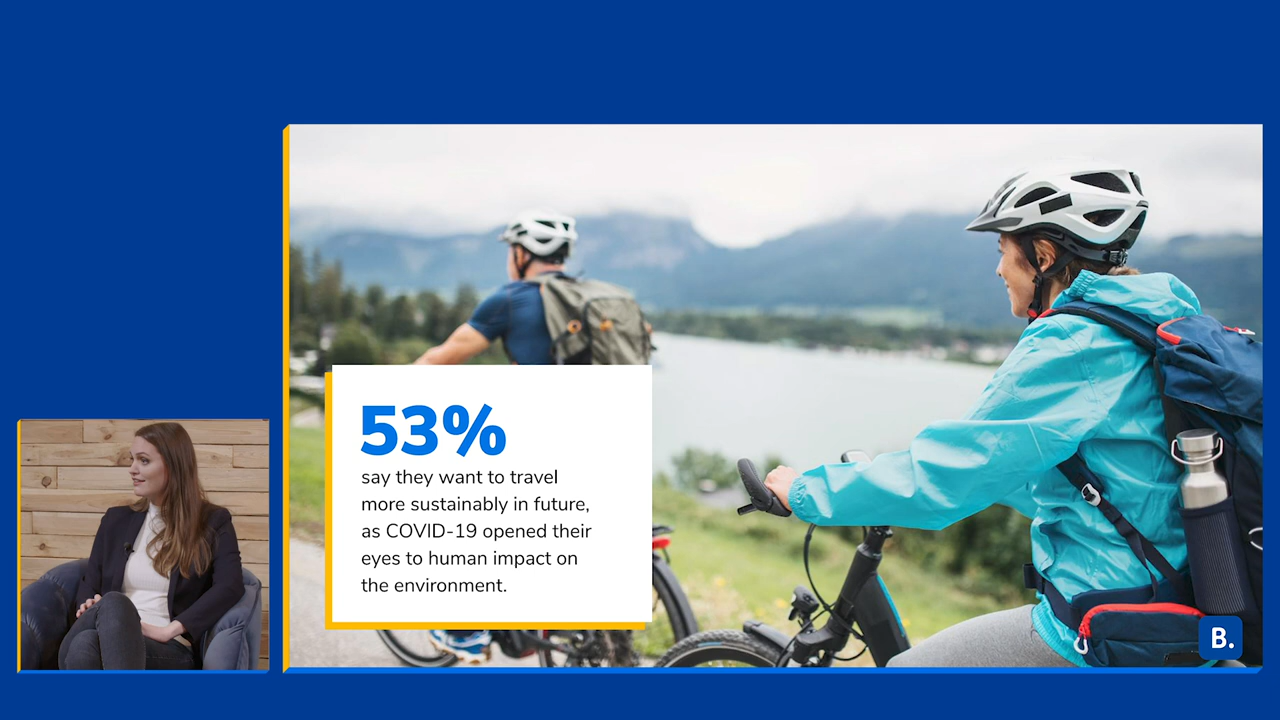 53%
say they want to travel
more sustainably in future,
as COVID-19 opened their
eyes to human impact on
the environment.
B.